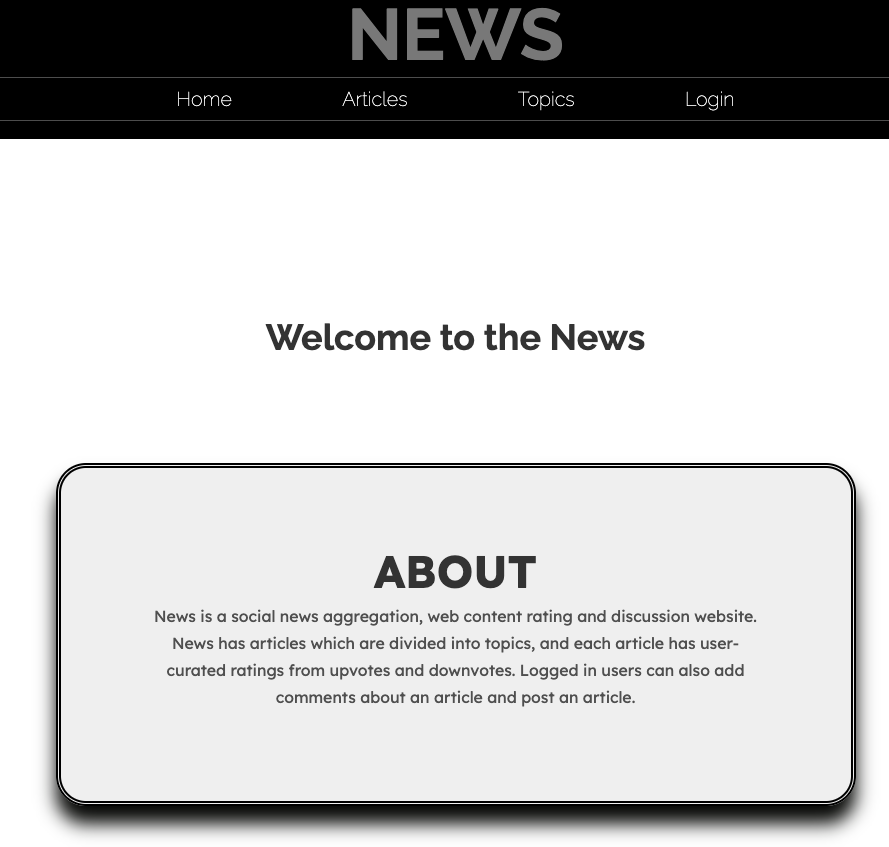 NEWS
Home Articles Topics Login
Welcome to the News
ABOUT
News is a social news aggregation, web content rating and discussion website.
News has articles which are divided into topics, and each article has user-
curated ratings from upvotes and downvotes. Logged in users can also add
comments about an article and post an article.